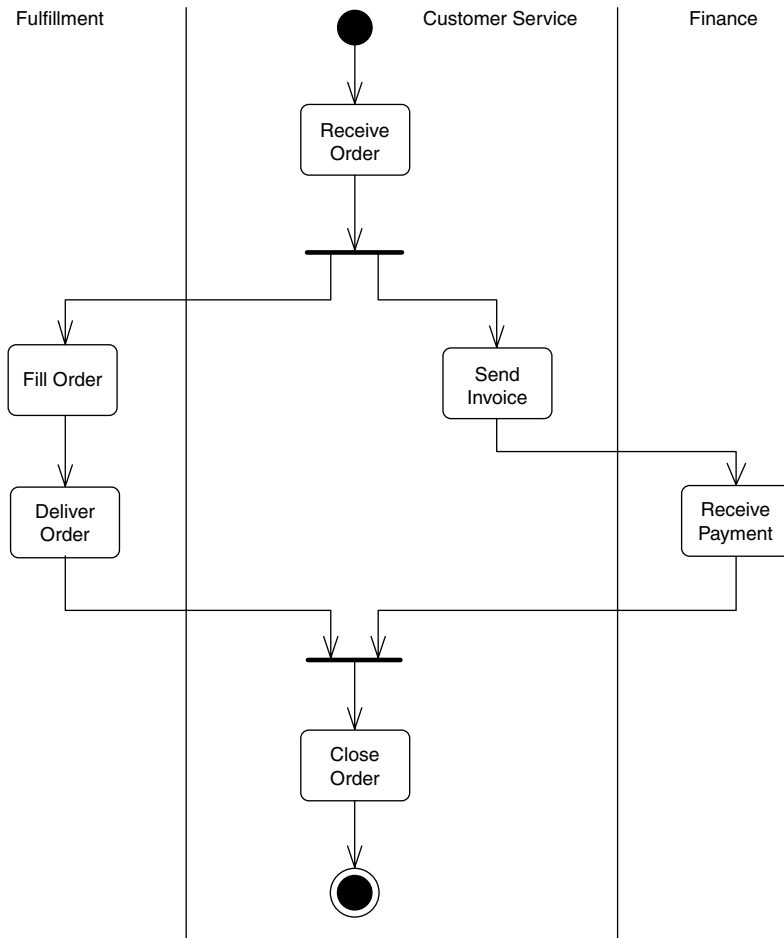 Fulfillment
Customer Service
Finance
Receive
Order
Fill Order
Send
Invoice
Deliver
Order
Receive
Payment
Close
Order